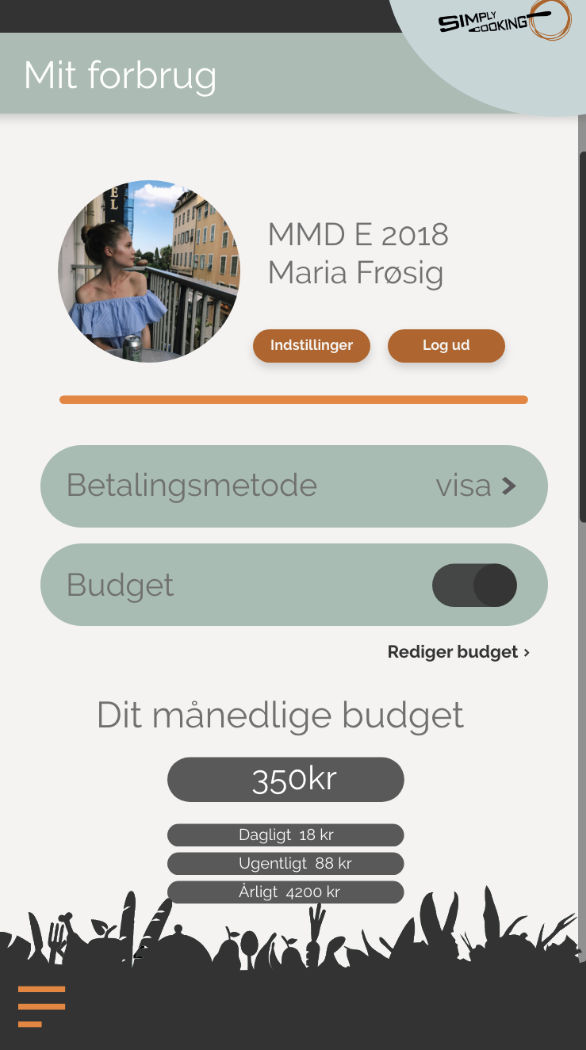 SIMPLY
COOKING
Mit forbrug
EL
MMD E 2018
Maria Frøsig
Indstillinger
Log ud
Betalingsmetode visa >
Budget
Rediger budget ›
Dit månedlige budget
350kr
Dagligt 18 kr
Ugentligt 88 kr
Årligt 4200 kr